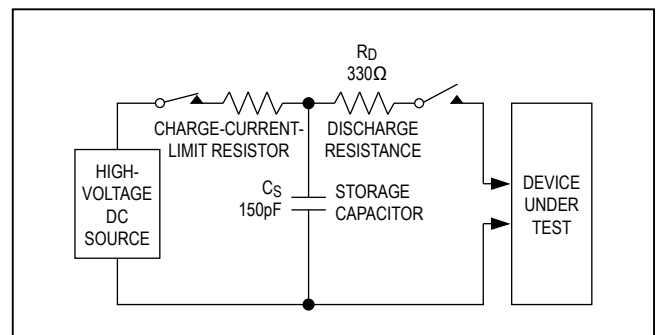 RD
330Ω
CHARGE-CURRENT-
LIMIT RESISTOR
DISCHARGE
RESISTANCE
HIGH-
VOLTAGE
DC
SOURCE
CS
150pF
STORAGE
CAPACITOR
DEVICE
UNDER
TEST